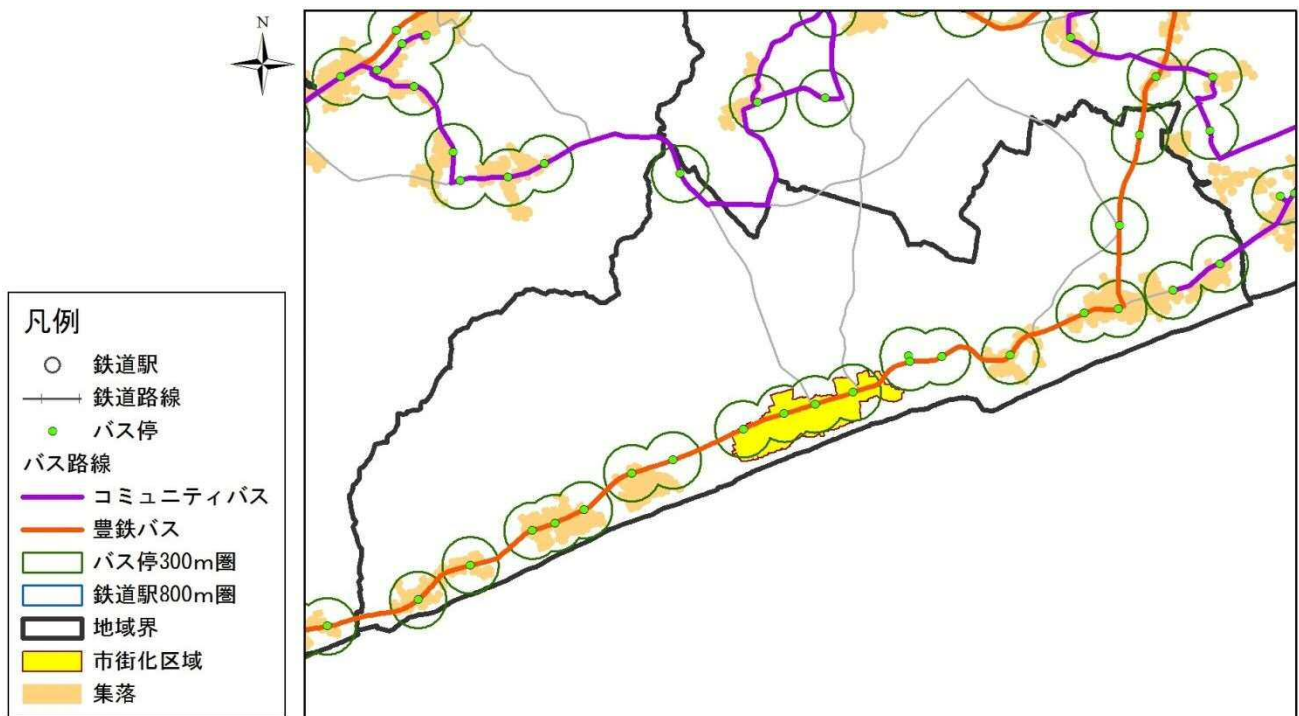 N
凡例
鉄道駅
鉄道路線
バス停
バス路線
コミュニティバス
豊鉄バス
バス停300m圏
鉄道駅800m圏
地域界
市街化区域
集落